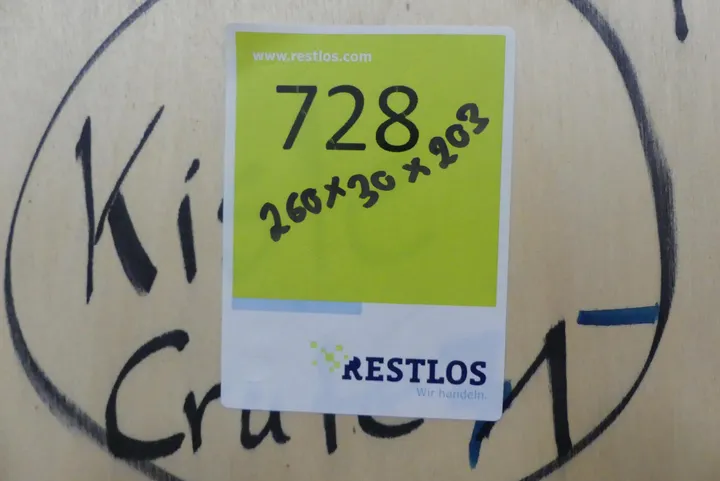 www.restlos.com
728
260x30x203
RESTLOS
Wir handeln.